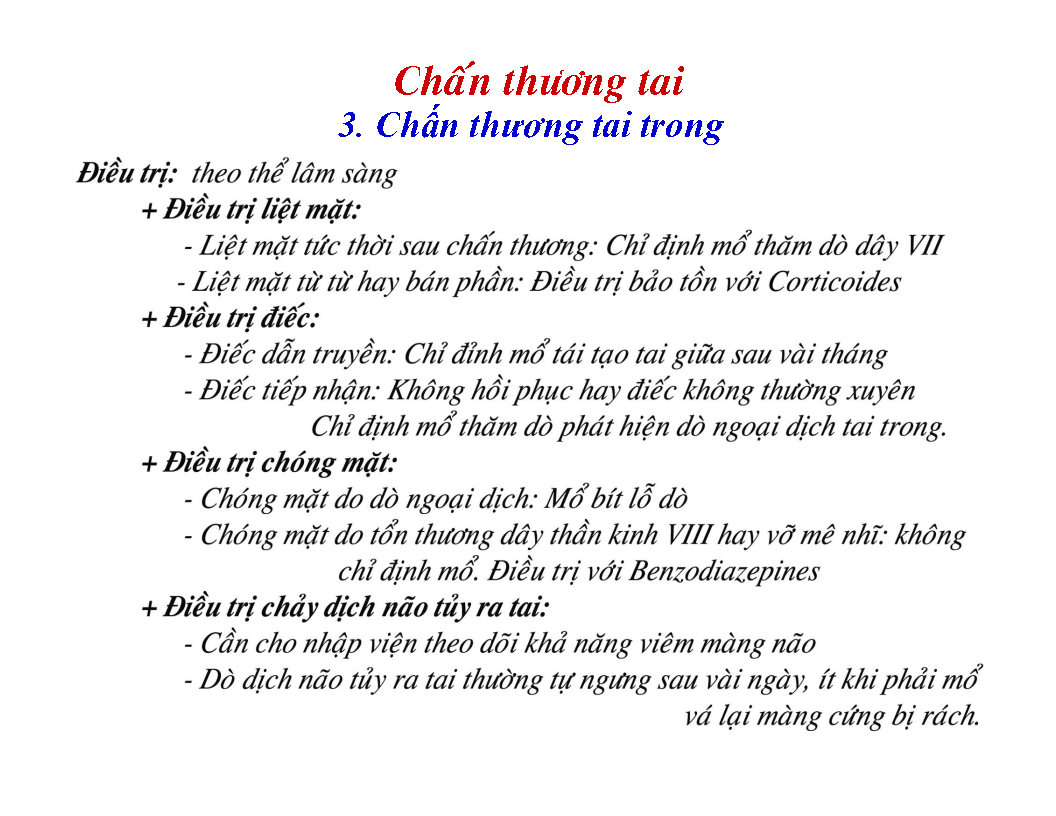 Chấn thương tai
3. Chấn thương tai trong
Điều trị: theo thể lâm sàng
+ Điều trị liệt mặt:
- Liệt mặt tức thời sau chấn thương: Chỉ định mổ thăm dò dây VII
- Liệt mặt từ từ hay bán phần: Điều trị bảo tồn với Corticoides
+ Điều trị điếc:
- Điếc dẫn truyền: Chỉ đỉnh mổ tái tạo tai giữa sau vài tháng
- Điếc tiếp nhận: Không hồi phục hay điếc không thường xuyên
Chỉ định mổ thăm dò phát hiện dò ngoại dịch tai trong.
+ Điều trị chóng mặt:
- Chóng mặt do dò ngoại dịch: Mổ bít lỗ dò
- Chóng mặt do tổn thương dây thần kinh VIII hay vỡ mê nhĩ: không
chỉ định mổ. Điều trị với Benzodiazepines
+ Điều trị chảy dịch não tủy ra tai:
- Cần cho nhập viện theo dõi khả năng viêm màng não
- Dò dịch não tủy ra tai thường tự ngưng sau vài ngày, ít khi phải mổ
vá lại màng cứng bị rách.